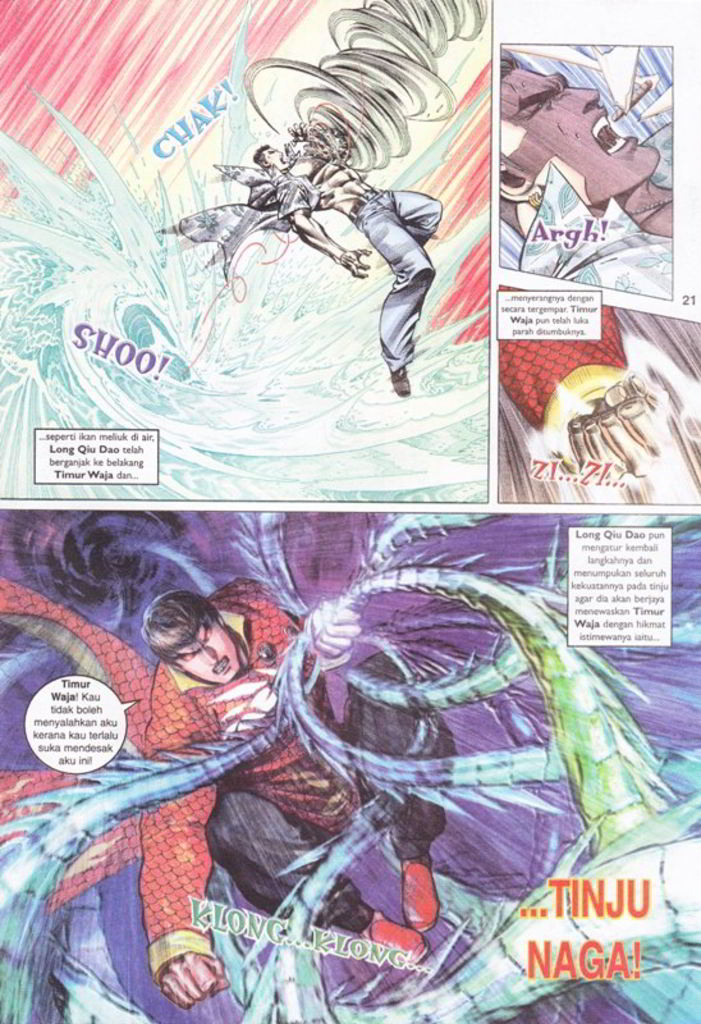 CHAK!
SHOO!
...seperti ikan meliuk di air,
Long Qiu Dao telah
berganjak ke belakang
Timur Waja dan...
Argh!
21
...menyerangnya dengan
secara tergempar. Timur
Waja pun telah luka
parah ditumbuknya.
ZI...ZI...
Long Qiu Dao pun
mengatur kembali
langkahnya dan
menumpukan seluruh
kekuatannya pada tinju
agar dia akan berjaya
menewaskan Timur
Waja dengan hikmat
istimewanya iaitu...
Timur
Waja! Kau
tidak boleh
menyalahkan aku
kerana kau terlalu
suka mendesak
aku ini!
KLONG...KLONG...
...TINJU
NAGA!